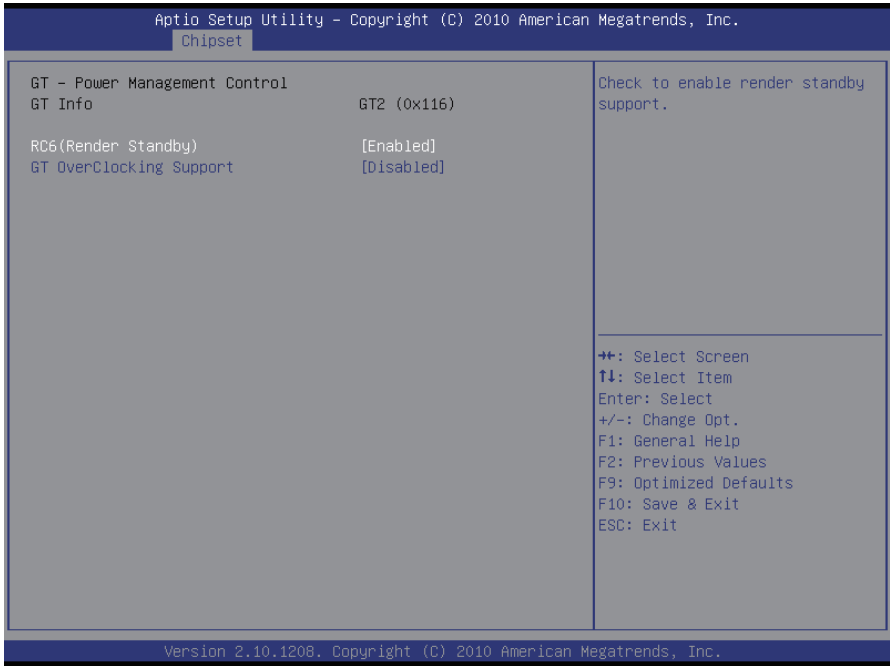 Aptio Setup Utility – Copyright (C) 2010 American Megatrends, Inc.
Chipset
GT – Power Management Control
GT Info GT2 (0x116)
RC6(Render Standby) [Enabled]
GT OverClocking Support [Disabled]
Check to enable render standby
support.
→←: Select Screen
↑↓: Select Item
Enter: Select
+/-: Change Opt.
F1: General Help
F2: Previous Values
F9: Optimized Defaults
F10: Save & Exit
ESC: Exit
Version 2.10.1208. Copyright (C) 2010 American Megatrends, Inc.